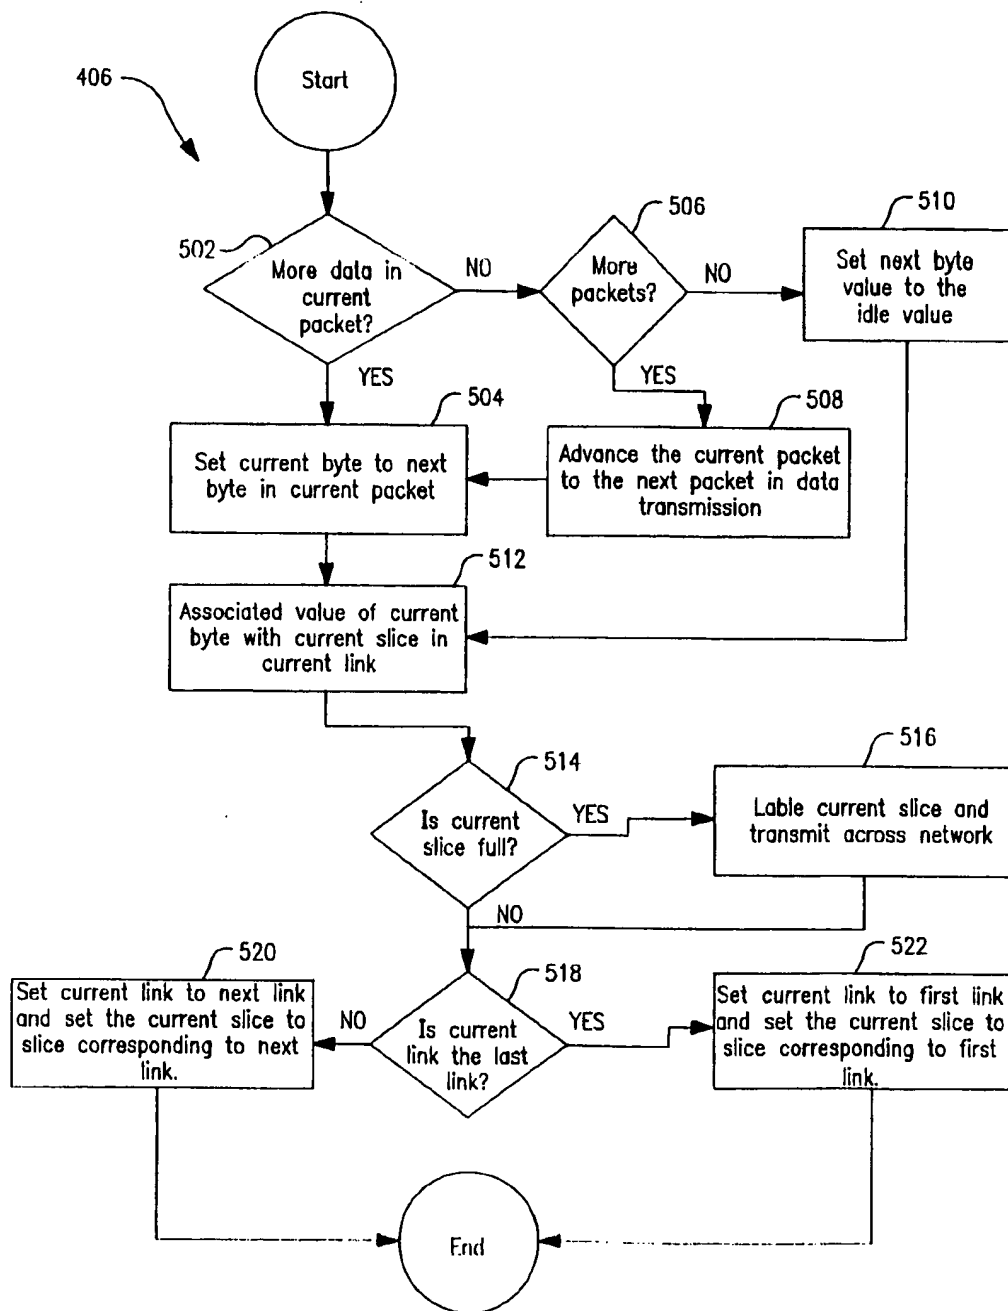 406
Start
502
More data in
current
packet?
NO
YES
506
More
packets?
NO
YES
510
Set next byte
value to the
idle value
504
Set current byte to next
byte in current packet
508
Advance the current packet
to the next packet in data
transmission
512
Associated value of current
byte with current slice in
current link
514
Is current
slice full?
YES
NO
516
Lable current slice and
transmit across network
518
Is current
link the last
link?
NO
YES
520
Set current link to next link
and set the current slice to
slice corresponding to next
link.
522
Set current link to first link
and set the current slice to
slice corresponding to first
link.
End